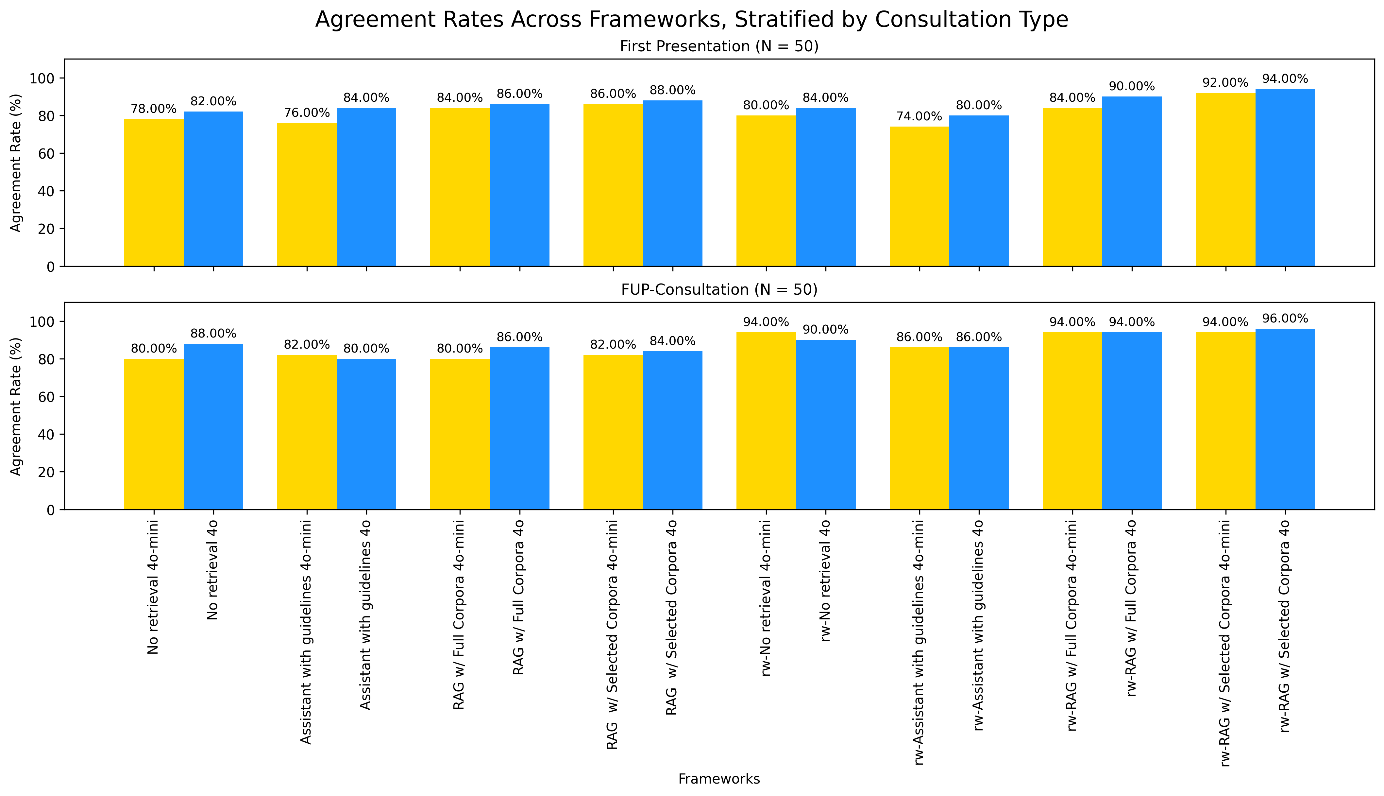 Agreement Rates Across Frameworks, Stratified by Consultation Type
First Presentation (N = 50)
Agreement Rate (%)
100
80
60
40
20
0
78.00%
82.00%
76.00%
84.00%
84.00%
86.00%
86.00%
88.00%
80.00%
84.00%
74.00%
80.00%
84.00%
90.00%
92.00%
94.00%
FUP-Consultation (N = 50)
Agreement Rate (%)
100
80
60
40
20
0
80.00%
88.00%
82.00%
80.00%
80.00%
86.00%
82.00%
84.00%
94.00%
90.00%
86.00%
86.00%
94.00%
94.00%
94.00%
96.00%
No retrieval 4o-mini
No retrieval 4o
Assistant with guidelines 4o-mini
Assistant with guidelines 4o
RAG w/ Full Corpora 4o-mini
RAG w/ Full Corpora 4o
RAG  w/ Selected Corpora 4o-mini
RAG  w/ Selected Corpora 4o
rw-No retrieval 4o-mini
rw-No retrieval 4o
rw-Assistant with guidelines 4o-mini
rw-Assistant with guidelines 4o
rw-RAG w/ Full Corpora 4o-mini
rw-RAG w/ Full Corpora 4o
rw-RAG w/ Selected Corpora 4o-mini
rw-RAG w/ Selected Corpora 4o
Frameworks